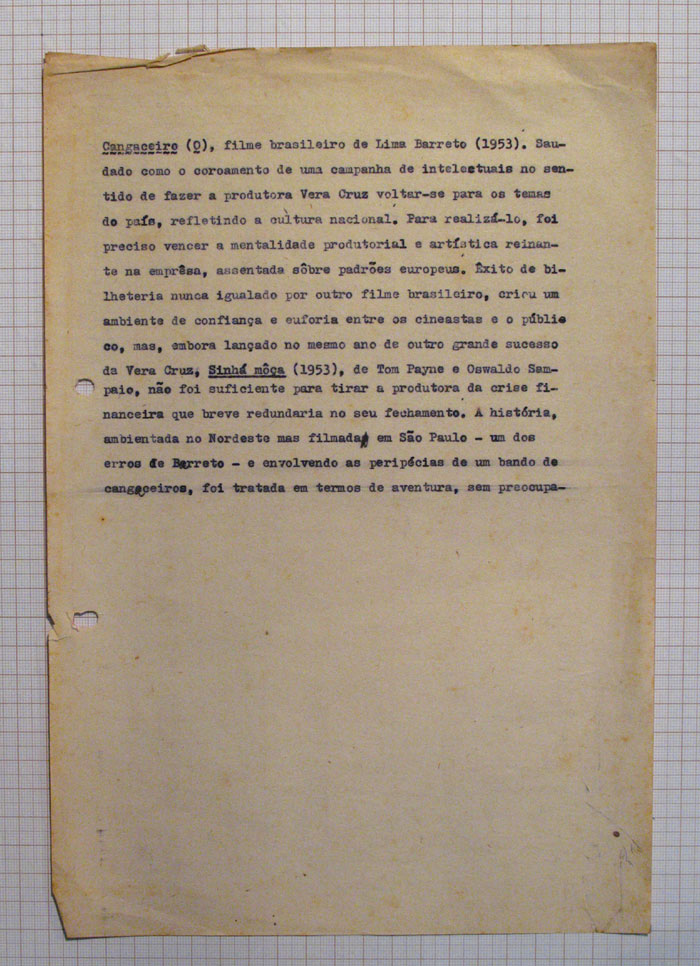 Cangaceiro (O), filme brasileiro de Lima Barreto (1953). Sau-
dado como o coroamento de uma campanha de intelectuais no sen-
tido de fazer a produtora Vera Cruz voltar-se para os temas
do país, refletindo a cultura nacional. Para realizá-lo, foi
preciso vencer a mentalidade produtorial e artística reinan-
te na emprêsa, assentada sôbre padrões europeus. Êxito de bi-
lheteria nunca igualado por outro filme brasileiro, criou um
ambiente de confiança e euforia entre os cineastas e o públi
co, mas, embora lançado no mesmo ano de outro grande sucesso
da Vera Cruz, Sinhá môça (1953), de Tom Payne e Oswaldo Sam-
paio, não foi suficiente para tirar a produtora da crise fi-
nanceira que breve redundaria no seu fechamento. A história,
ambientada no Nordeste mas filmada em São Paulo - um dos
erros de Barreto - e envolvendo as peripécias de um bando de
cangaceiros, foi tratada em termos de aventura, sem preocupa-